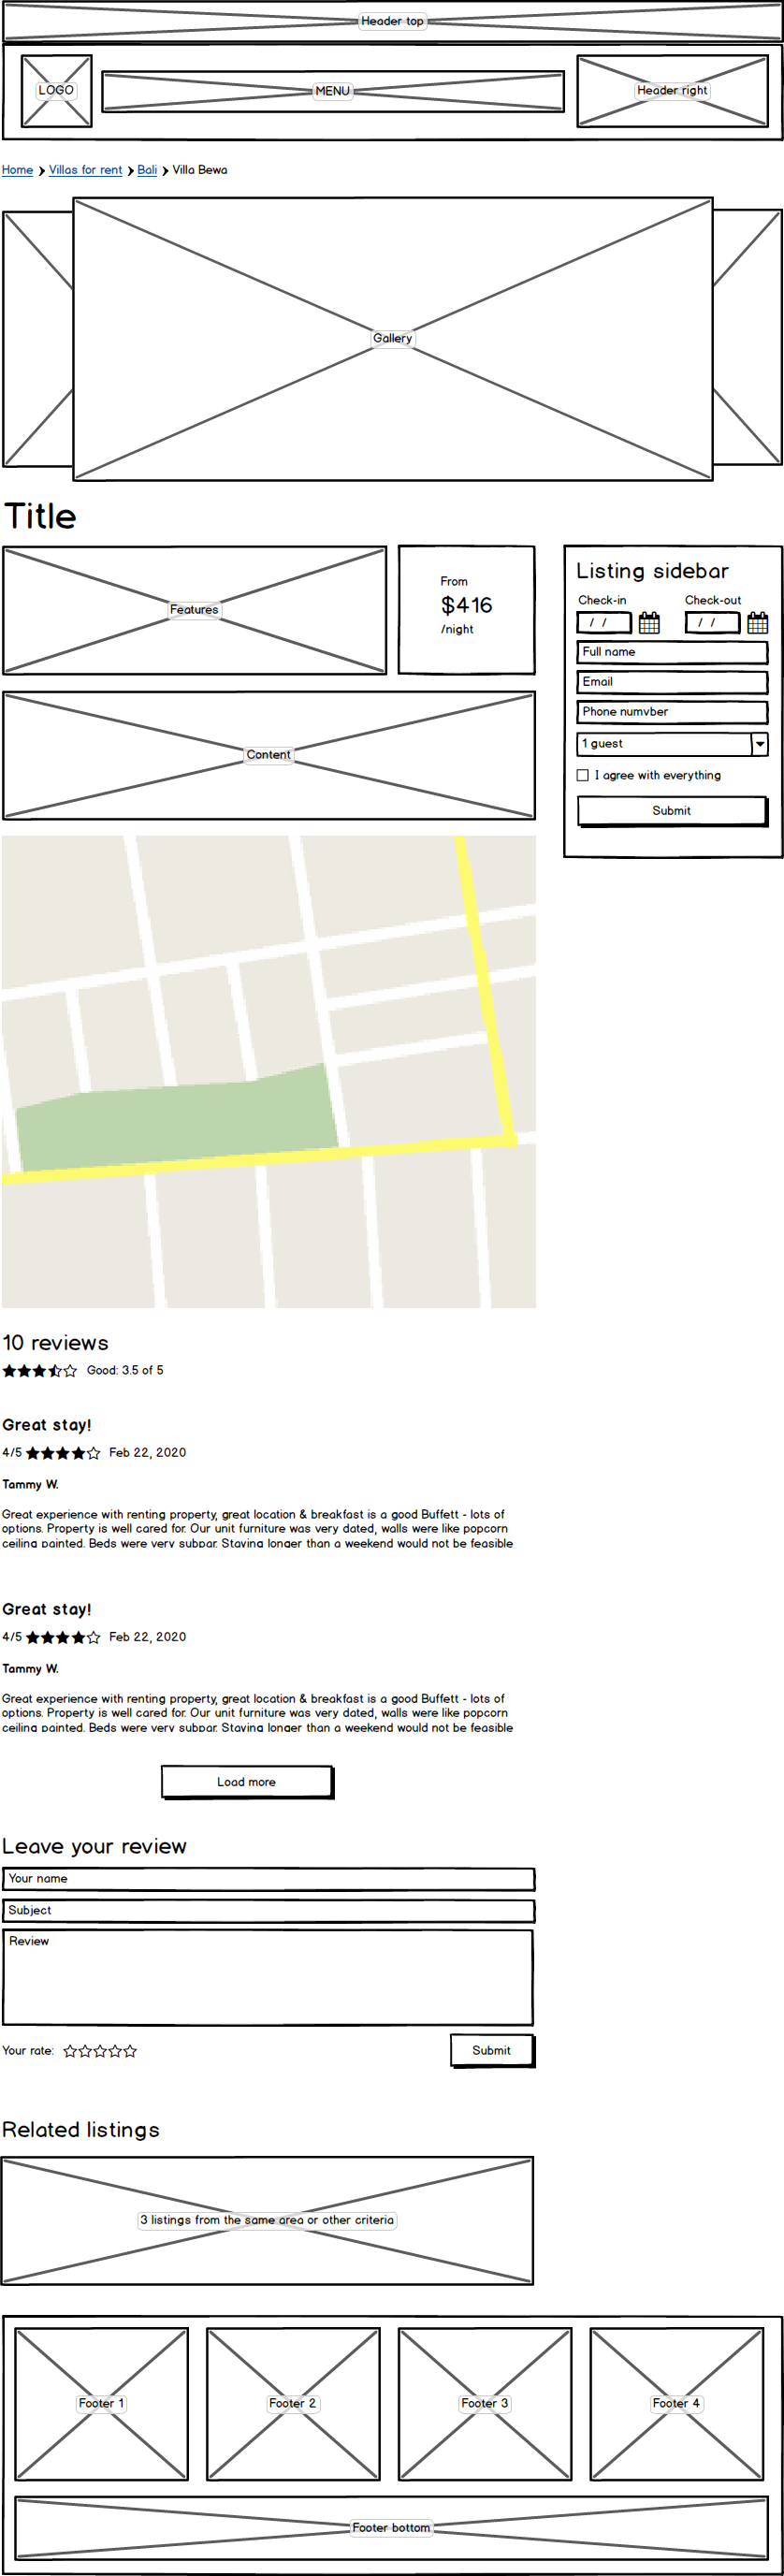 Header top
LOGO
MENU
Header right
Home > Villas for rent > Bali > Villa Bewa
Gallery
Title
Features
From
$416
/night
Listing sidebar
Check-in Check-out
/ / / /
Full name
Email
Phone numvber
1 guest
I agree with everything
Submit
Content
10 reviews
Good: 3.5 of 5
Great stay!
4/5 Feb 22, 2020
Tammy W.
Great experience with renting property, great location & breakfast is a good Buffett - lots of
options. Property is well cared for. Our unit furniture was very dated, walls were like popcorn
ceiling painted. Beds were very subpar. Staying longer than a weekend would not be feasible
Great stay!
4/5 Feb 22, 2020
Tammy W.
Great experience with renting property, great location & breakfast is a good Buffett - lots of
options. Property is well cared for. Our unit furniture was very dated, walls were like popcorn
ceiling painted. Beds were very subpar. Staying longer than a weekend would not be feasible
Load more
Leave your review
Your name
Subject
Review
Your rate:
Submit
Related listings
3 listings from the same area or other criteria
Footer 1
Footer 2
Footer 3
Footer 4
Footer bottom